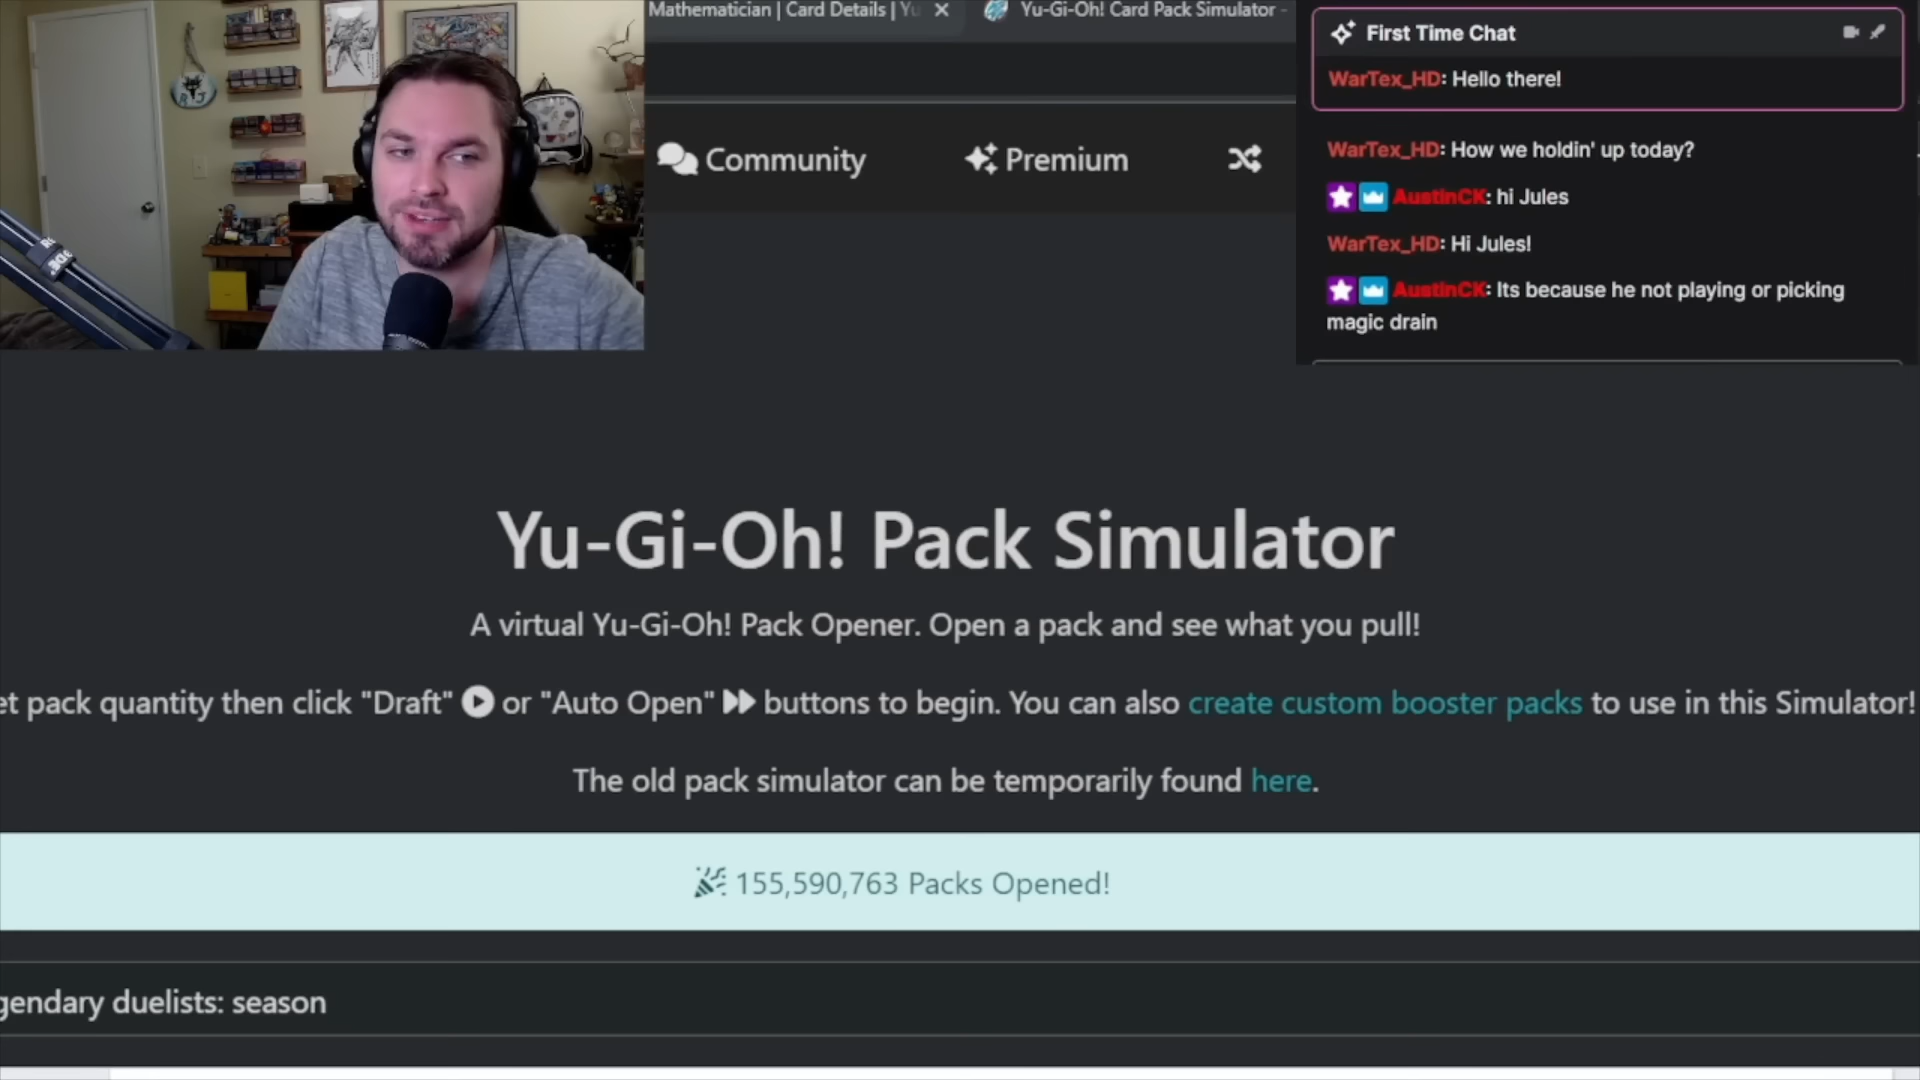 Mathematician | Card Details | Yu
Yu-Gi-Oh! Card Pack Simulator -
First Time Chat
WarTex_HD: Hello there!
Community
Premium
WarTex_HD: How we holdin' up today?
AustinCK: hi Jules
WarTex_HD: Hi Jules!
AustinCK: Its because he not playing or picking
magic drain
Yu-Gi-Oh! Pack Simulator
A virtual Yu-Gi-Oh! Pack Opener. Open a pack and see what you pull!
et pack quantity then click "Draft" or "Auto Open" buttons to begin. You can also create custom booster packs to use in this Simulator!
The old pack simulator can be temporarily found here.
155,590,763 Packs Opened!
gendary duelists: season